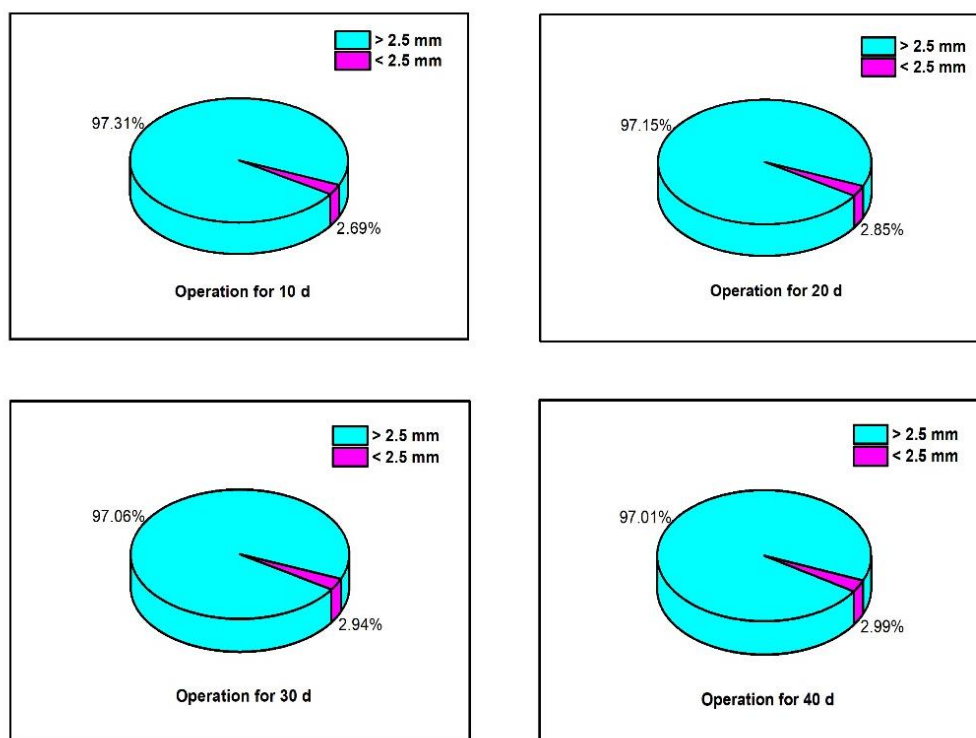 > 2.5 mm
< 2.5 mm
97.31%
2.69%
Operation for 10 d
> 2.5 mm
< 2.5 mm
97.15%
2.85%
Operation for 20 d
> 2.5 mm
< 2.5 mm
97.06%
2.94%
Operation for 30 d
> 2.5 mm
< 2.5 mm
97.01%
2.99%
Operation for 40 d